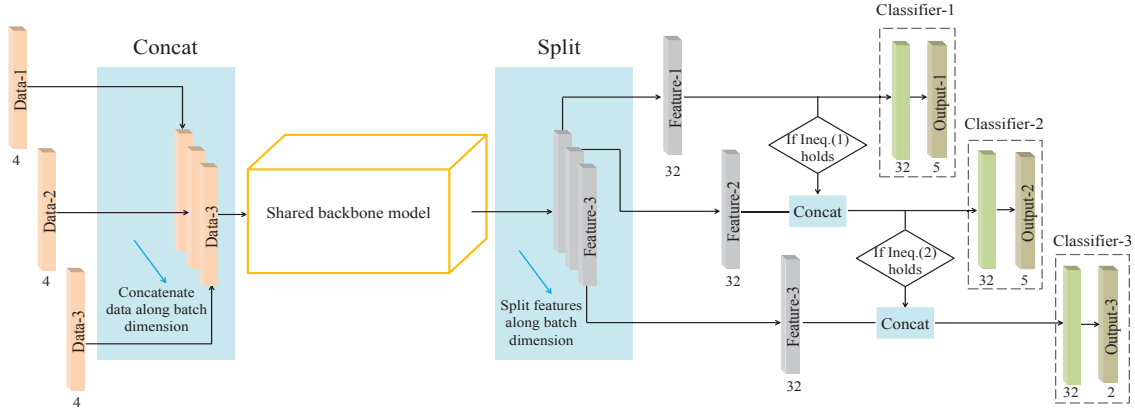 Classifier-1
Concat
Split
Data-1
Feature-1
Output-1
4
32
32
5
If Ineq.(1)
holds
Classifier-2
Data-2
4
Data-3
Shared backbone model
Feature-3
Feature-2
32
Concat
Output-2
32
5
If Ineq.(2)
holds
Classifier-3
Concatenate
data along batch
dimension
Split features
along batch
dimension
Data-3
4
Feature-3
32
Concat
Output-3
32
2